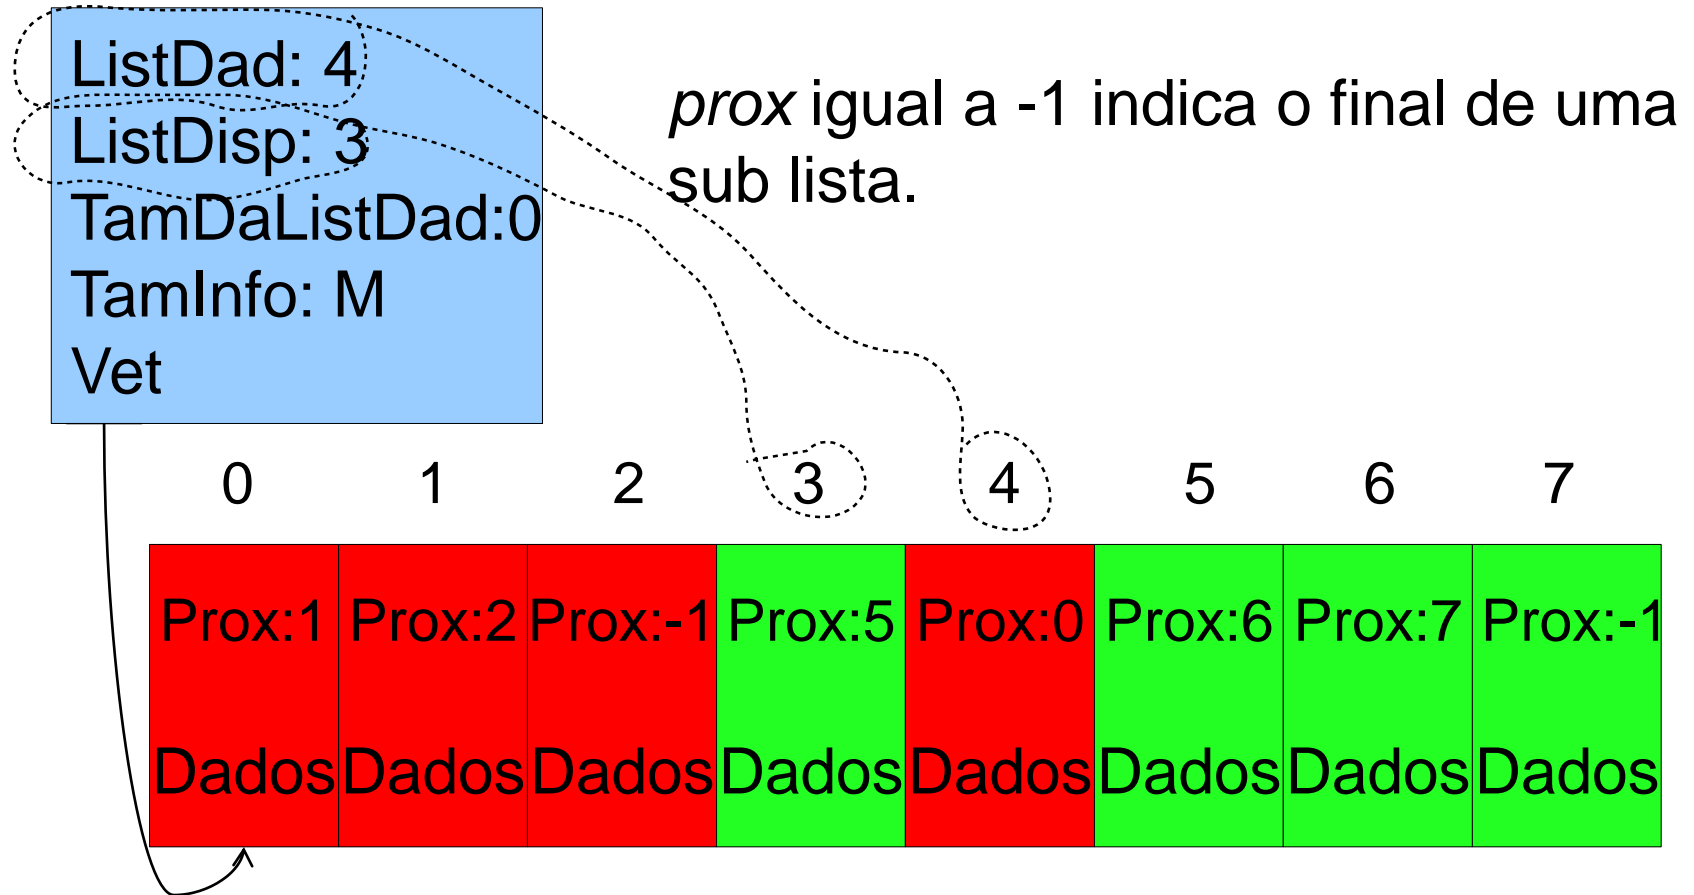 ListDad: 4
ListDisp: 3
TamDaListDad:0
TamInfo: M
Vet
prox igual a -1 indica o final de uma
sub lista.
0 1 2 3 4 5 6 7
Prox:1 Prox:2 Prox:-1 Prox:5 Prox:0 Prox:6 Prox:7 Prox:-1
Dados Dados Dados Dados Dados Dados Dados Dados